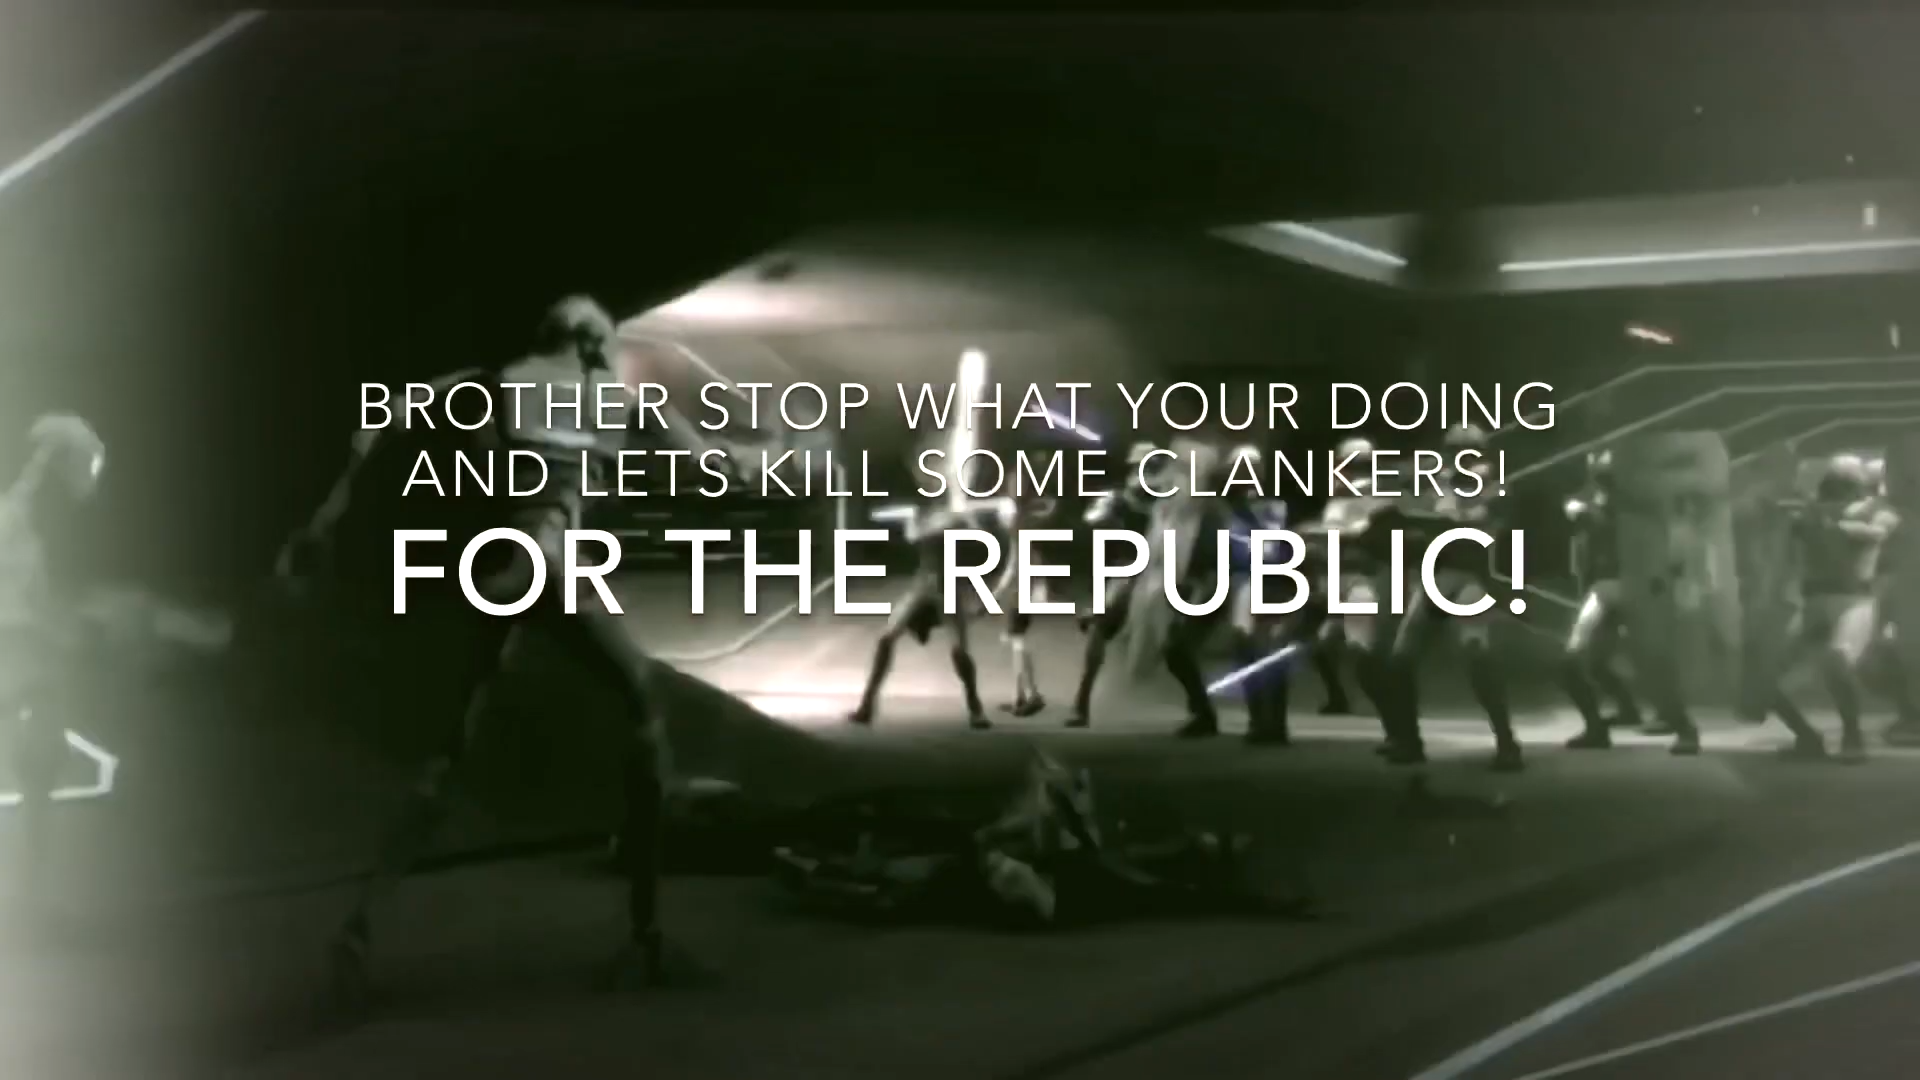 BROTHER STOP WHAT YOUR DOING
AND LETS KILL SOME CLANKERS!
FOR THE REPUBLIC!